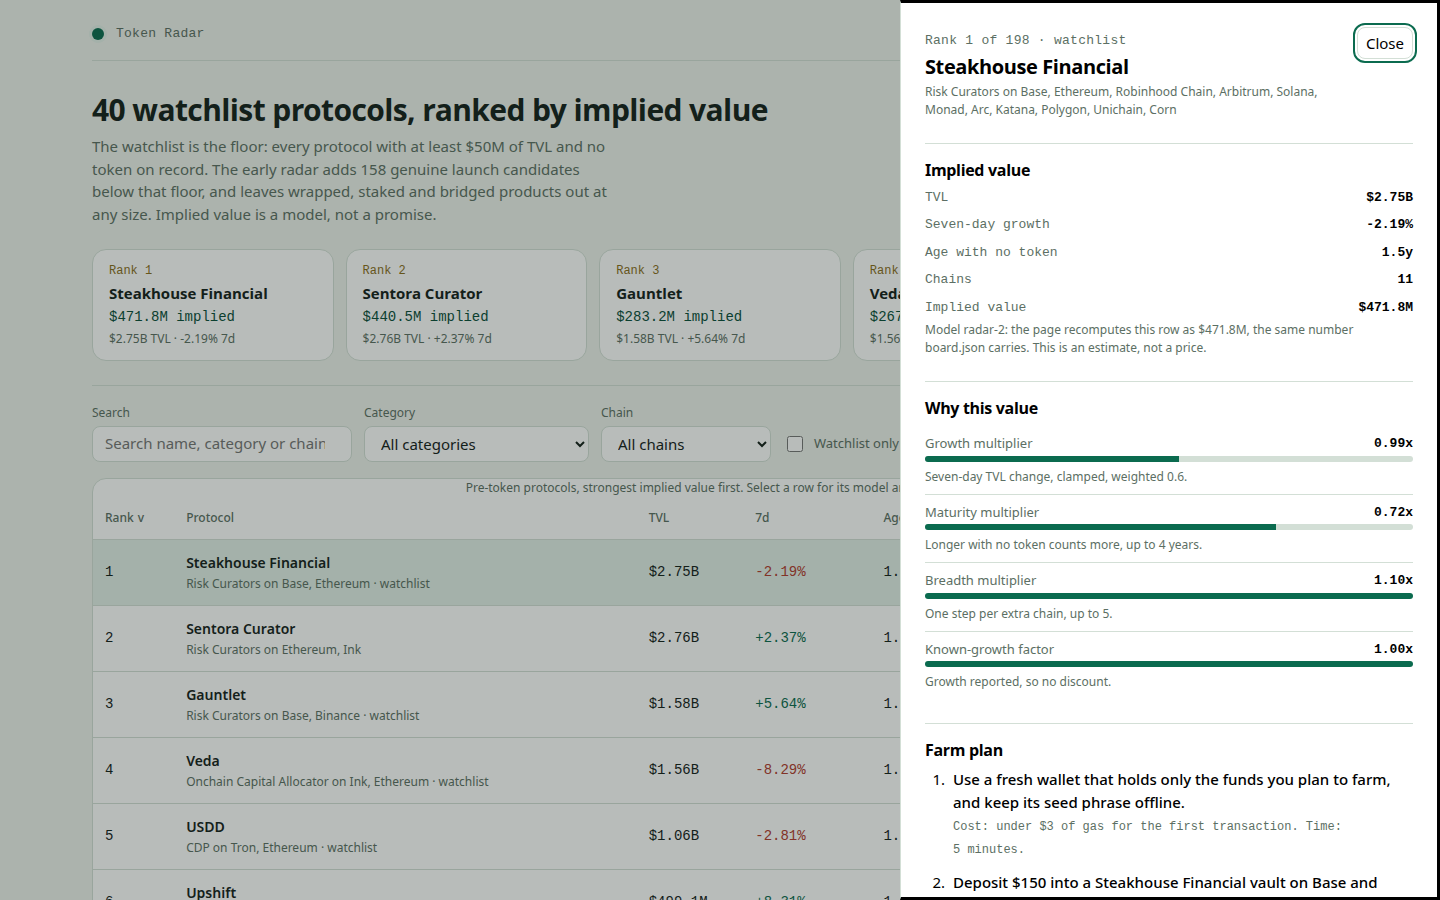 Token Radar
40 watchlist protocols, ranked by implied value
The watchlist is the floor: every protocol with at least $50M of TVL and no
token on record. The early radar adds 158 genuine launch candidates
below that floor, and leaves wrapped, staked and bridged products out at
any size. Implied value is a model, not a promise.
Rank 1
Steakhouse Financial
$471.8M implied
$2.75B TVL · -2.19% 7d
Rank 2
Sentora Curator
$440.5M implied
$2.76B TVL · +2.37% 7d
Rank 3
Gauntlet
$283.2M implied
$1.58B TVL · +5.64% 7d
Rank
Veda
$267
$1.56
Search
Category
Chain
Search name, category or chain
All categories
All chains
Watchlist only
Pre-token protocols, strongest implied value first. Select a row for its model
Rank v
Protocol
TVL
7d
1
Steakhouse Financial
Risk Curators on Base, Ethereum · watchlist
$2.75B
-2.19%
1.
2
Sentora Curator
Risk Curators on Ethereum, Ink
$2.76B
+2.37%
1.
3
Gauntlet
Risk Curators on Base, Binance · watchlist
$1.58B
+5.64%
1.
4
Veda
Onchain Capital Allocator on Ink, Ethereum · watchlist
$1.56B
-8.29%
1.
5
USDD
CDP on Tron, Ethereum · watchlist
$1.06B
-2.81%
1.
Upshift
Rank 1 of 198 · watchlist
Close
Steakhouse Financial
Risk Curators on Base, Ethereum, Robinhood Chain, Arbitrum, Solana,
Monad, Arc, Katana, Polygon, Unichain, Corn
Implied value
TVL $2.75B
Seven-day growth -2.19%
Age with no token 1.5y
Chains 11
Implied value $471.8M
Model radar-2: the page recomputes this row as $471.8M, the same number
board.json carries. This is an estimate, not a price.
Why this value
Growth multiplier 0.99x
Seven-day TVL change, clamped, weighted 0.6.
Maturity multiplier 0.72x
Longer with no token counts more, up to 4 years.
Breadth multiplier 1.10x
One step per extra chain, up to 5.
Known-growth factor 1.00x
Growth reported, so no discount.
Farm plan
1. Use a fresh wallet that holds only the funds you plan to farm,
and keep its seed phrase offline.
Cost: under $3 of gas for the first transaction. Time:
5 minutes.
2. Deposit $150 into a Steakhouse Financial vault on Base and